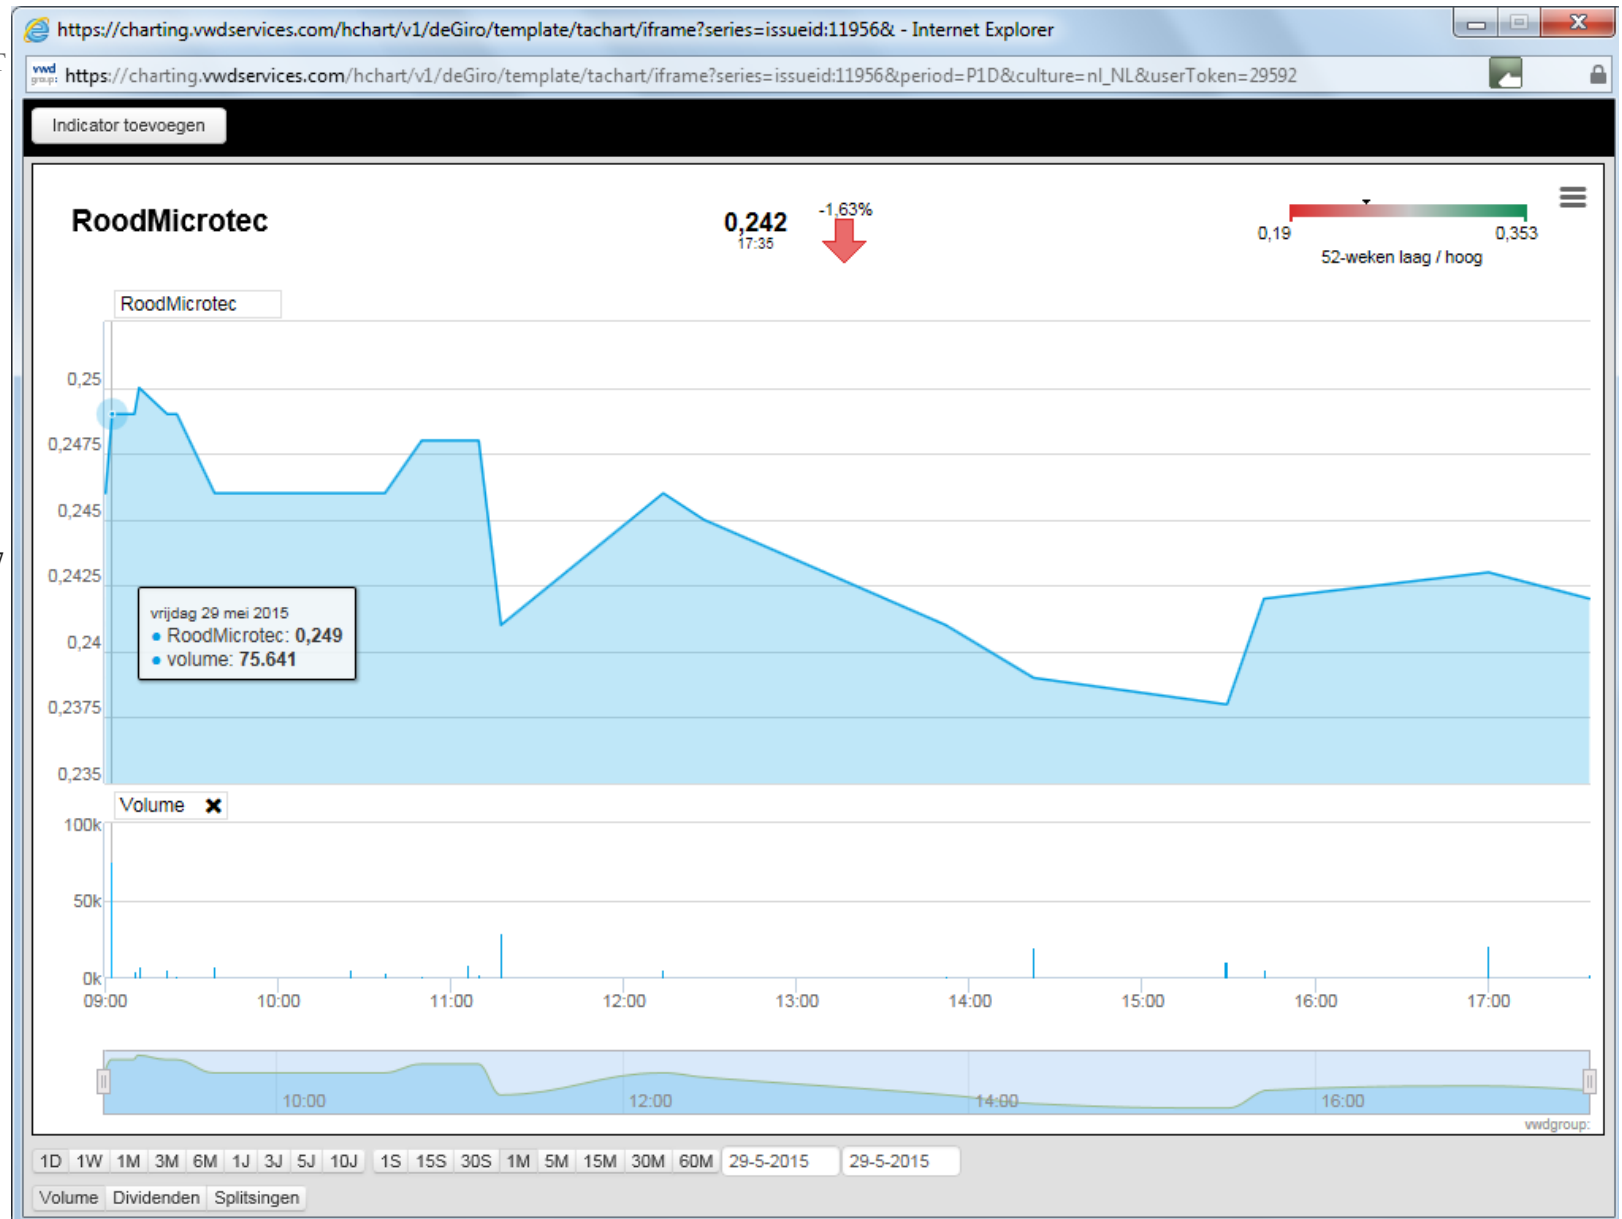 https://charting.vwdservices.com/hchart/v1/deGiro/template/tachart/iframe?series=issueid:11956& - Internet Explorer
vwd group: https://charting.vwdservices.com/hchart/v1/deGiro/template/tachart/iframe?series=issueid:11956&period=P1D&culture=nl_NL&userToken=29592
Indicator toevoegen
RoodMicrotec
0,242
17:35
-1,63%
0,19
0,353
52-weken laag / hoog
RoodMicrotec
0,25
0,2475
0,245
0,2425
0,24
0,2375
0,235
vrijdag 29 mei 2015
RoodMicrotec: 0,249
volume: 75.641
Volume
100k
50k
0k
09:00 10:00 11:00 12:00 13:00 14:00 15:00 16:00 17:00
10:00 12:00 14:00 16:00
vwdgroup:
1D 1W 1M 3M 6M 1J 3J 5J 10J 1S 15S 30S 1M 5M 15M 30M 60M 29-5-2015 29-5-2015
Volume Dividenden Splitsingen